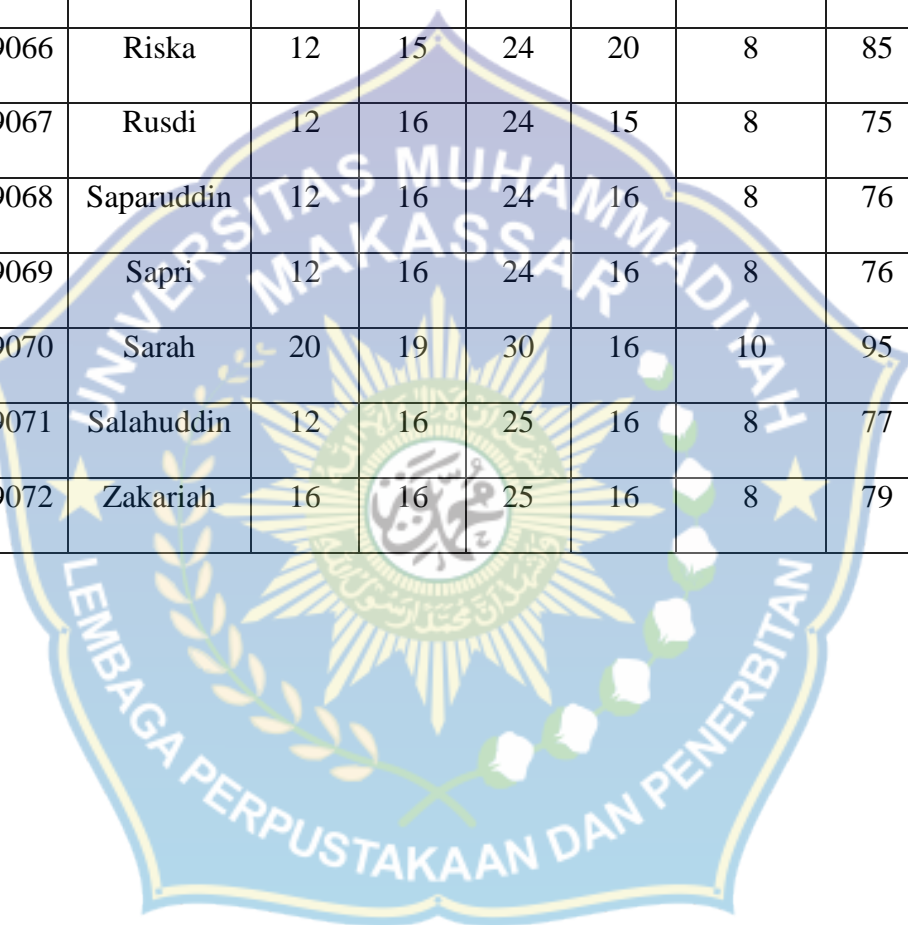 9066 Riska 12 15 24 20 8 85
9067 Rusdi 12 16 24 15 8 75
9068 Saparuddin 12 16 24 16 8 76
9069 Sapri 12 16 24 16 8 76
9070 Sarah 20 19 30 16 10 95
9071 Salahuddin 12 16 25 16 8 77
9072 Zakariah 16 16 25 16 8 79
UNIVERSITAS MUHAMMADIYAH
MAKASSAR
محمد
LEMBAGA PERPUSTAKAAN DAN PENERBITAN